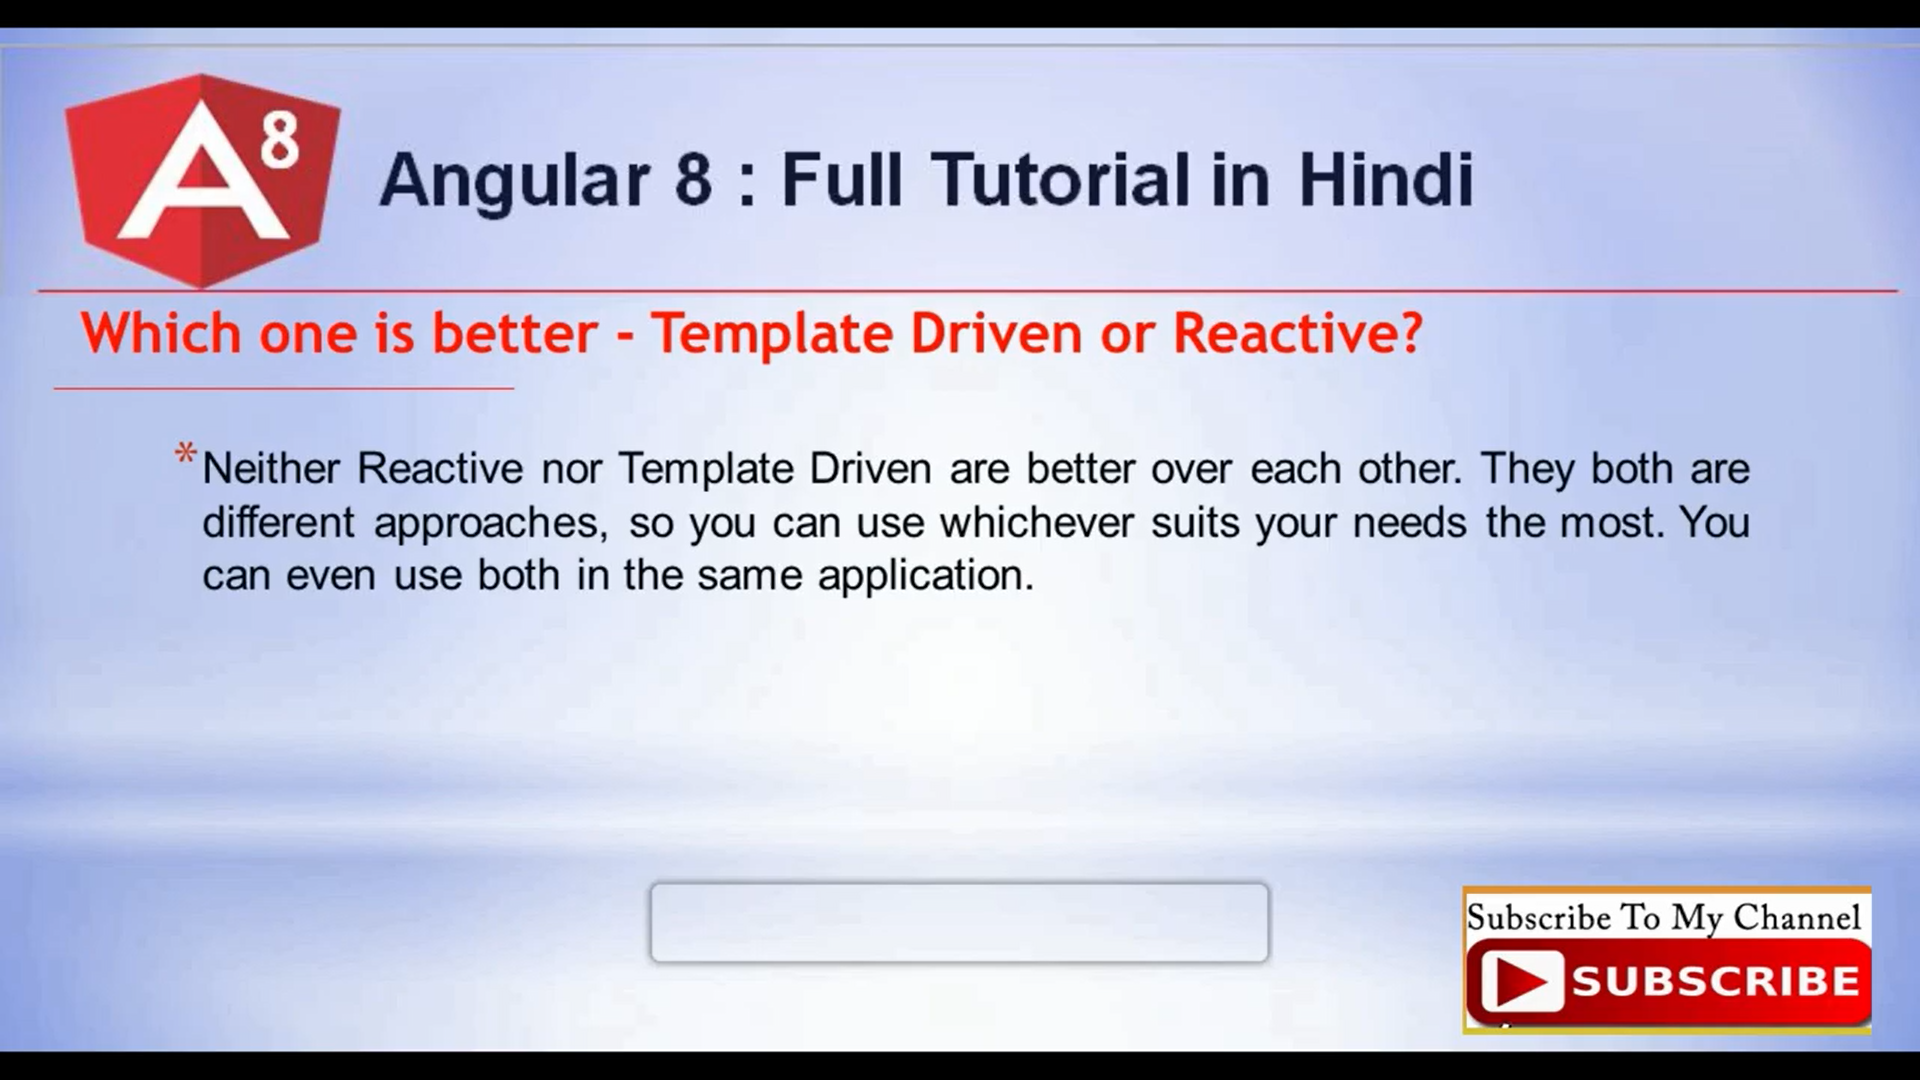 A8
Angular 8 : Full Tutorial in Hindi
Which one is better - Template Driven or Reactive?
* Neither Reactive nor Template Driven are better over each other. They both are
different approaches, so you can use whichever suits your needs the most. You
can even use both in the same application.
Subscribe To My Channel
SUBSCRIBE